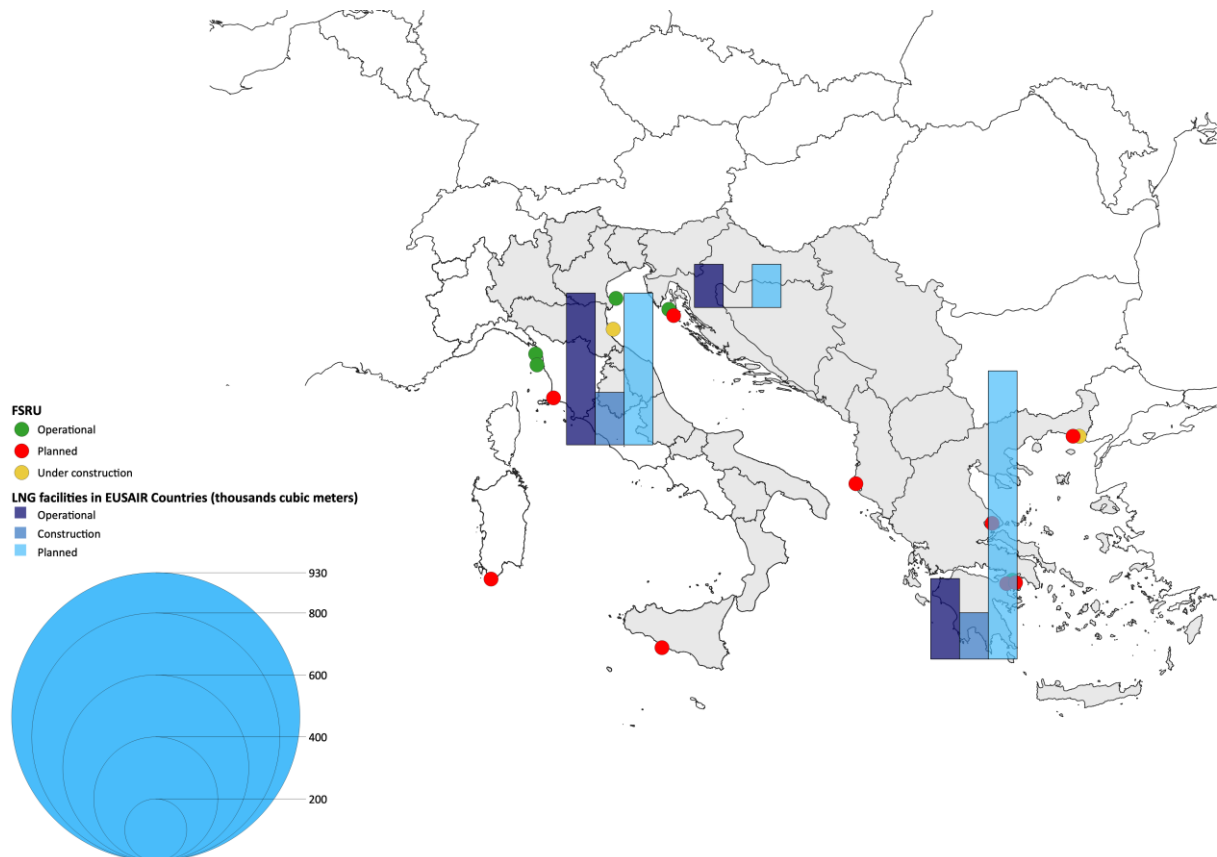 FSRU
Operational
Planned
Under construction
LNG facilities in EUSAIR Countries (thousands cubic meters)
Operational
Construction
Planned
930
800
600
400
200